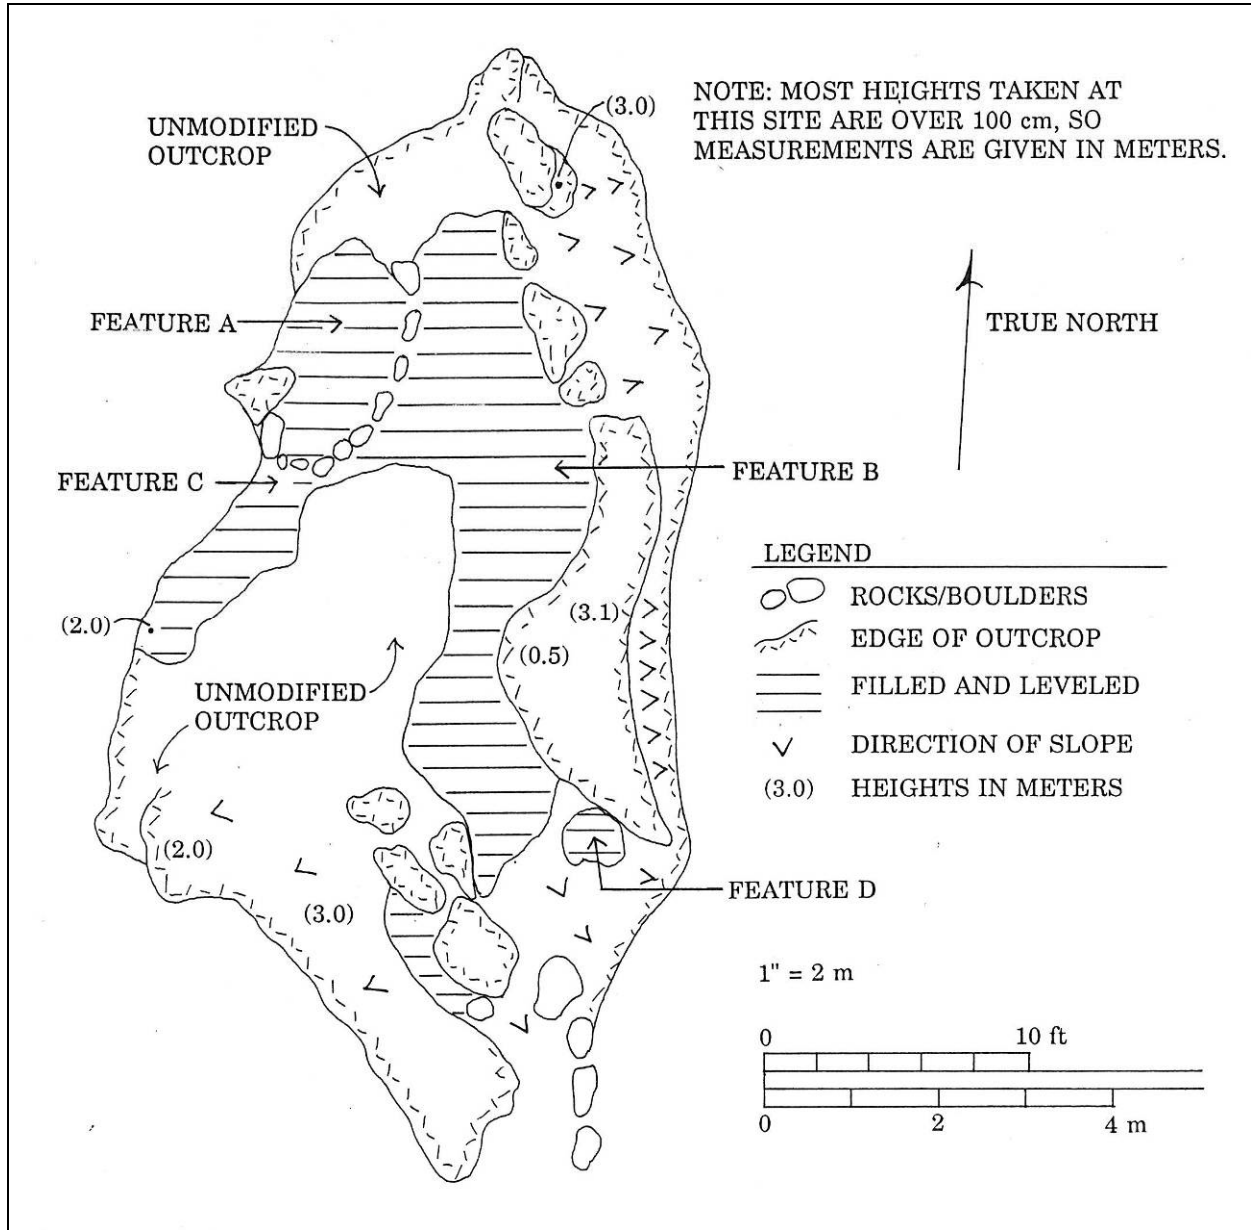 NOTE: MOST HEIGHTS TAKEN AT
THIS SITE ARE OVER 100 cm, SO
MEASUREMENTS ARE GIVEN IN METERS.
(3.0)
UNMODIFIED
OUTCROP
TRUE NORTH
FEATURE A
FEATURE B
FEATURE C
LEGEND
ROCKS/BOULDERS
EDGE OF OUTCROP
FILLED AND LEVELED
DIRECTION OF SLOPE
(3.0) HEIGHTS IN METERS
(3.1)
(2.0)
(0.5)
UNMODIFIED
OUTCROP
(2.0)
FEATURE D
(3.0)
1" = 2 m
0 10 ft
0 2 4 m